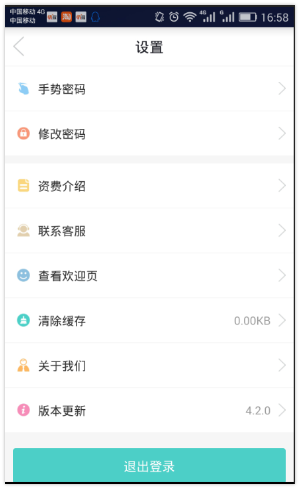 中国移动 4G
中国移动
4G
G
16:58
设置
手势密码
修改密码
资费介绍
联系客服
查看欢迎页
清除缓存 0.00KB
关于我们
版本更新 4.2.0
退出登录